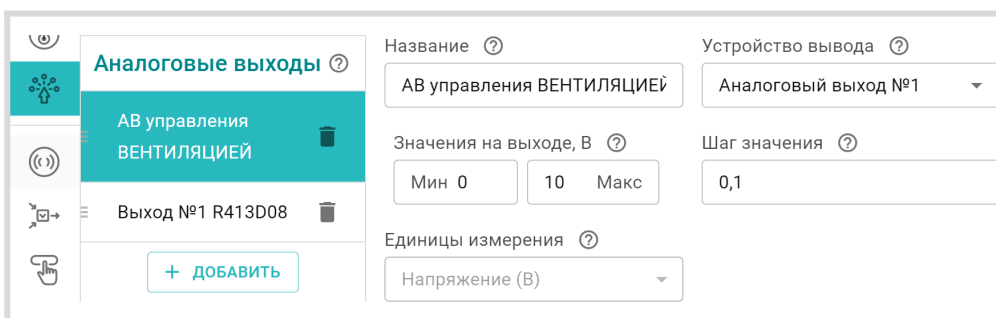 Аналоговые выходы
АВ управления
ВЕНТИЛЯЦИЕЙ
Выход №1 R413D08
+ ДОБАВИТЬ
Название
АВ управления ВЕНТИЛЯЦИЕЙ
Устройство вывода
Аналоговый выход №1
Значения на выходе, В
Мин 0
10 Макс
Шаг значения
0,1
Единицы измерения
Напряжение (В)